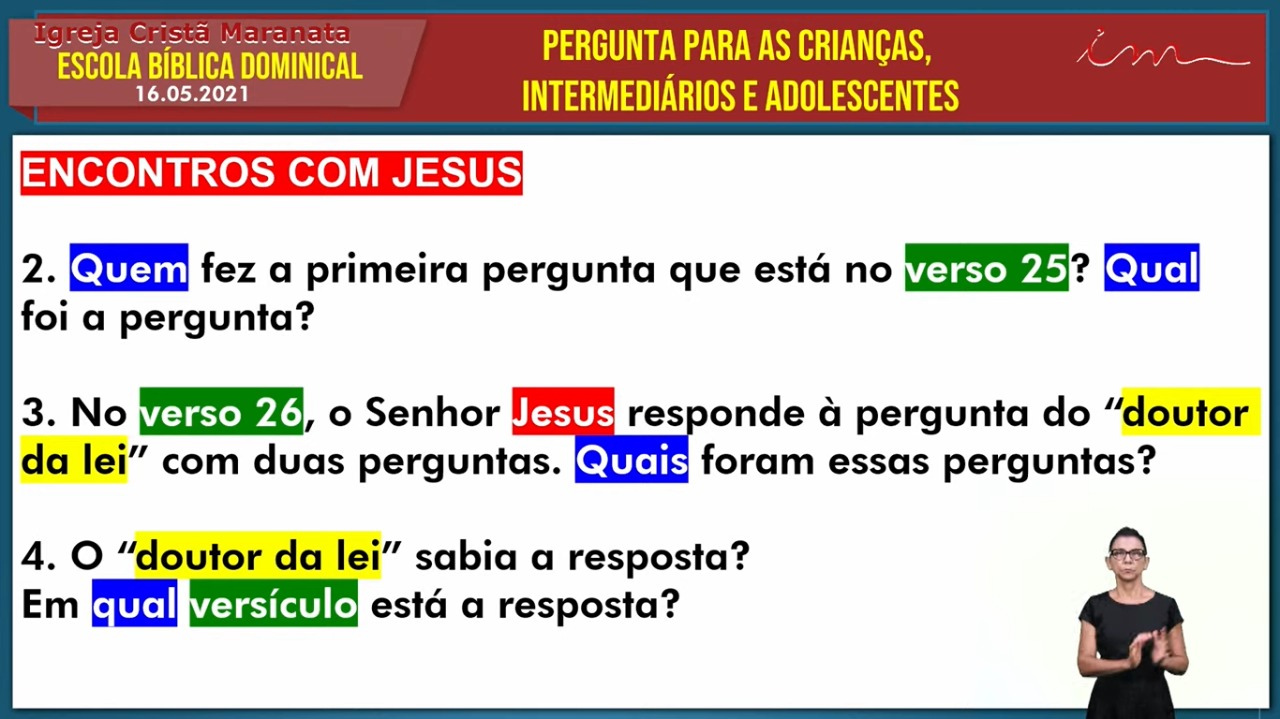 Igreja Cristã Maranata
ESCOLA BÍBLICA DOMINICAL
16.05.2021
PERGUNTA PARA AS CRIANÇAS,
INTERMEDIÁRIOS E ADOLESCENTES
im
ENCONTROS COM JESUS
2. Quem fez a primeira pergunta que está no verso 25? Qual
foi a pergunta?
3. No verso 26, o Senhor Jesus responde à pergunta do “doutor
da lei” com duas perguntas. Quais foram essas perguntas?
4. O “doutor da lei” sabia a resposta?
Em qual versículo está a resposta?